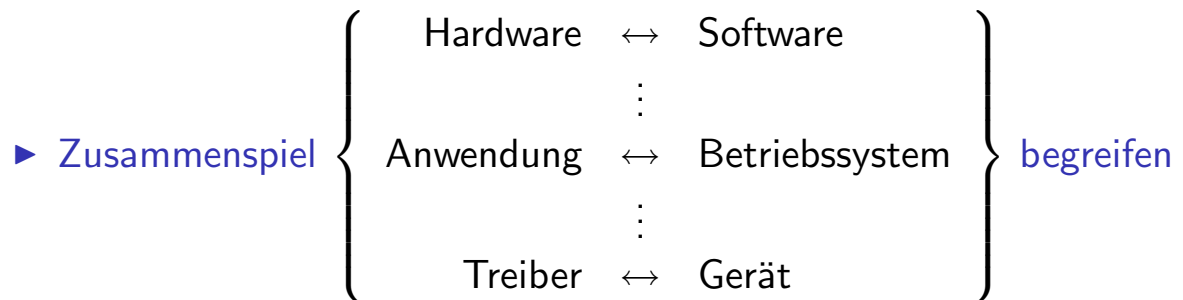 Hardware ↔ Software
⋮
▶ Zusammenspiel { Anwendung ↔ Betriebssystem } begreifen
⋮
Treiber ↔ Gerät